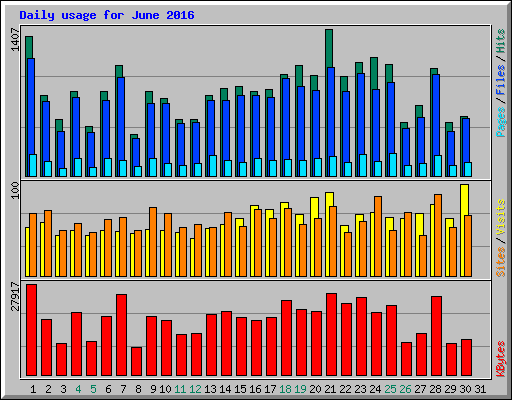 Daily usage for June 2016
1407
Pages / Files / Hits
100
Sites / Visits
27917
KBytes
1 2 3 4 5 6 7 8 9 10 11 12 13 14 15 16 17 18 19 20 21 22 23 24 25 26 27 28 29 30 31